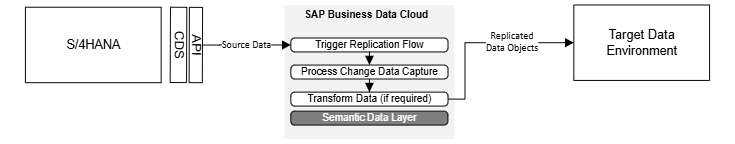 S/4HANA
CDS
API
Source Data
SAP Business Data Cloud
Trigger Replication Flow
Process Change Data Capture
Transform Data (if required)
Semantic Data Layer
Replicated
Data Objects
Target Data
Environment